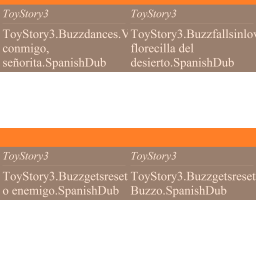 ToyStory3
ToyStory3.Buzzdances.V
conmigo,
señorita.SpanishDub
ToyStory3
ToyStory3.Buzzfallsinlov
florecilla del
desierto.SpanishDub
ToyStory3
ToyStory3.Buzzgetsreset
o enemigo.SpanishDub
ToyStory3
ToyStory3.Buzzgetsreset
Buzzo.SpanishDub